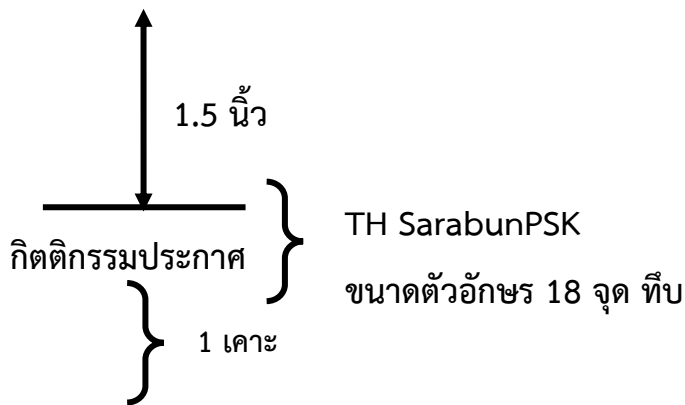 1.5 นิ้ว
TH SarabunPSK
กิตติกรรมประกาศ
ขนาดตัวอักษร 18 จุด ทึบ
1 เคาะ